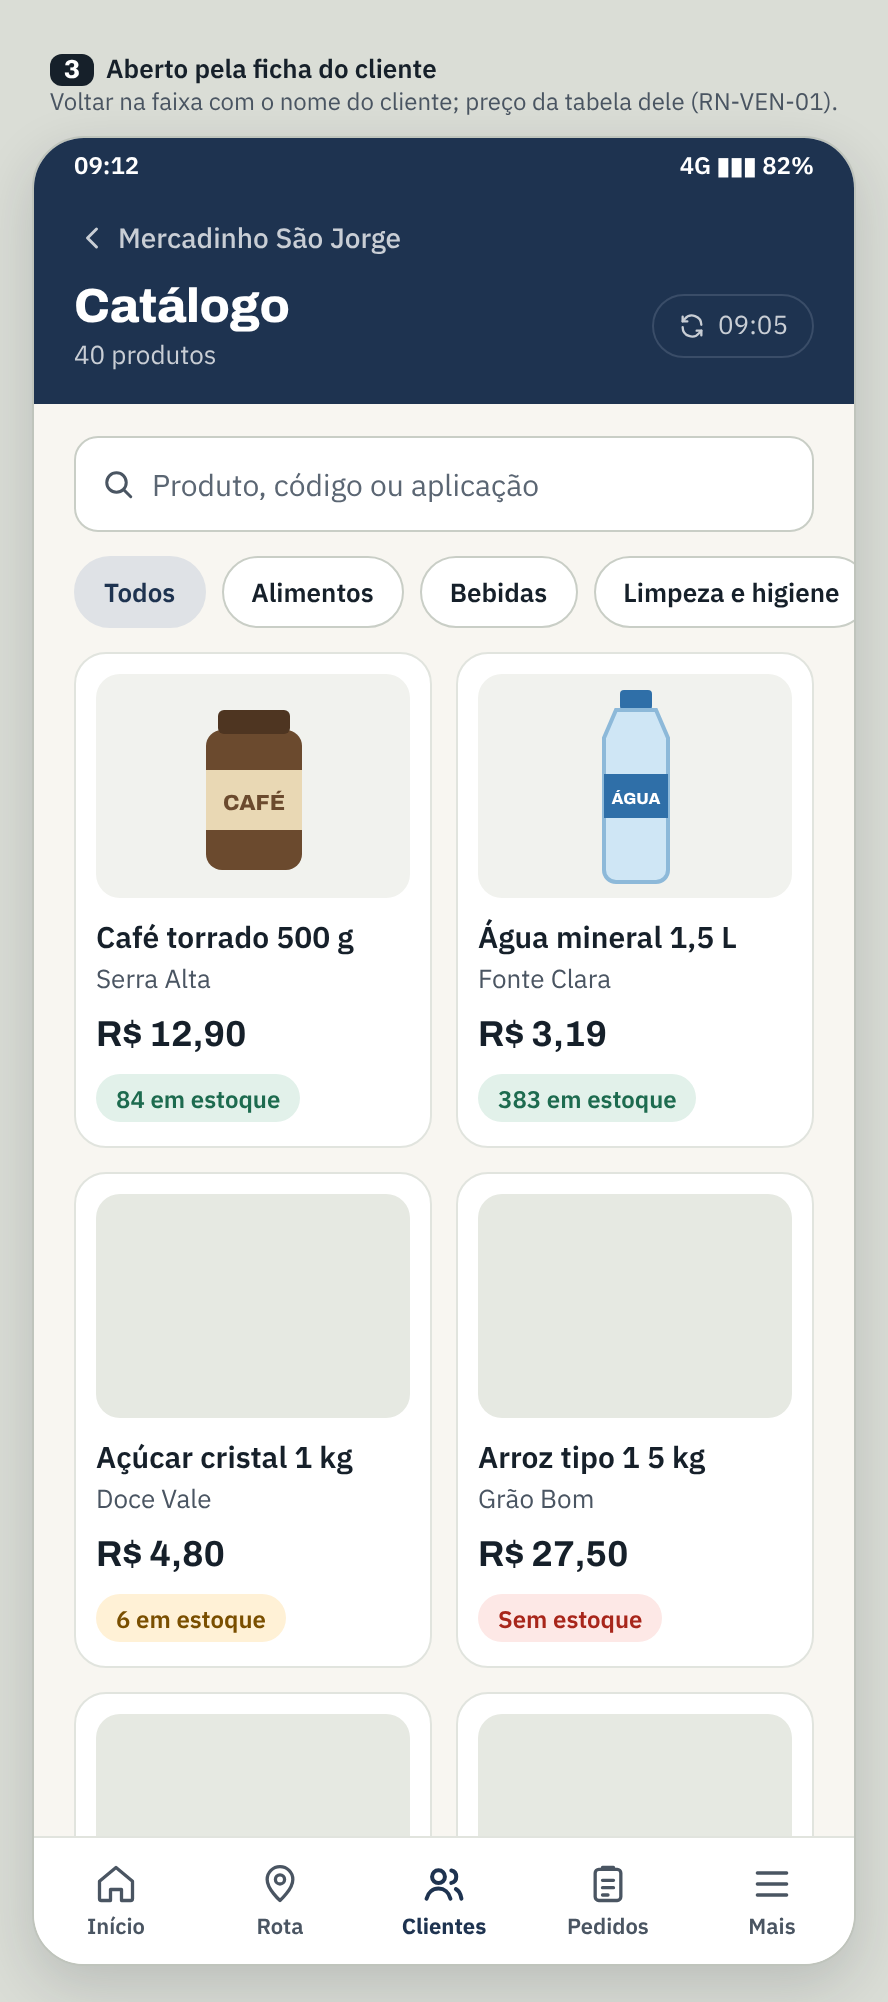 3 Aberto pela ficha do cliente
Voltar na faixa com o nome do cliente; preço da tabela dele (RN-VEN-01).
09:12
4G 82%
Mercadinho São Jorge
Catálogo
40 produtos
09:05
Produto, código ou aplicação
Todos Alimentos Bebidas Limpeza e higiene
CAFÉ
ÁGUA
Café torrado 500 g
Serra Alta
R$ 12,90
84 em estoque
Água mineral 1,5 L
Fonte Clara
R$ 3,19
383 em estoque
Açúcar cristal 1 kg
Doce Vale
R$ 4,80
6 em estoque
Arroz tipo 1 5 kg
Grão Bom
R$ 27,50
Sem estoque
Início Rota Clientes Pedidos Mais